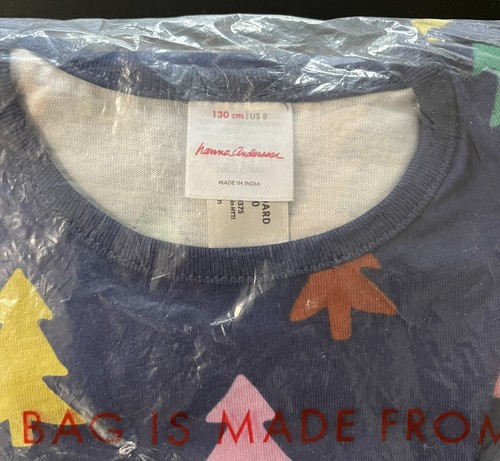 130 cm | US 8
hanna andersson
MADE IN INDIA
BAG IS MADE FROM